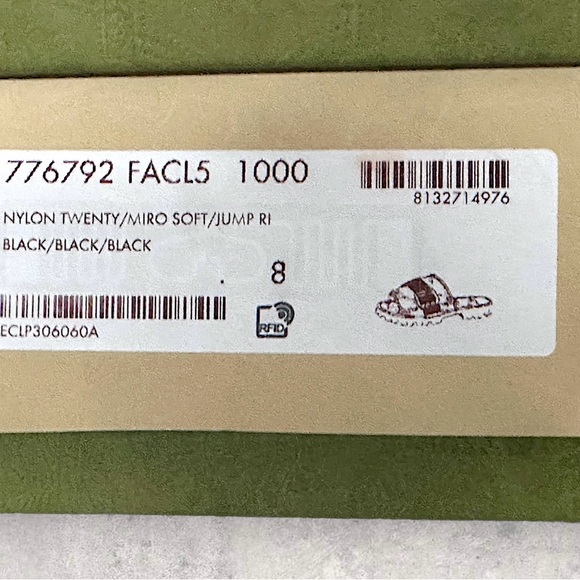 776792 FACL5 1000
8132714976
NYLON TWENTY/MIRO SOFT/JUMP RI
BLACK/BLACK/BLACK
. 8
ECLP306060A
RFID